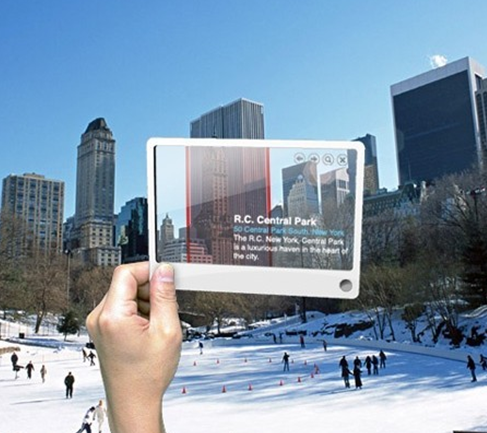 R.C. Central Park
50 Central Park South, New York
The R.C. New York, Central Park
is a luxurious haven in the heart of
the city.